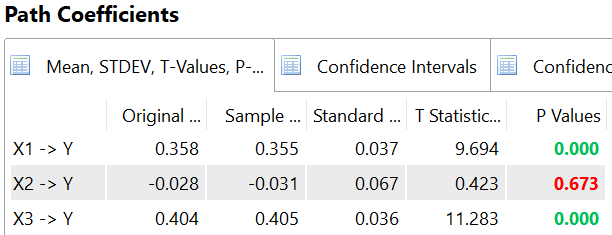 Path Coefficients
Mean, STDEV, T-Values, P-... Confidence Intervals Confidenc
Original ... Sample ... Standard ... T Statistic... P Values
X1 -> Y 0.358 0.355 0.037 9.694 0.000
X2 -> Y -0.028 -0.031 0.067 0.423 0.673
X3 -> Y 0.404 0.405 0.036 11.283 0.000